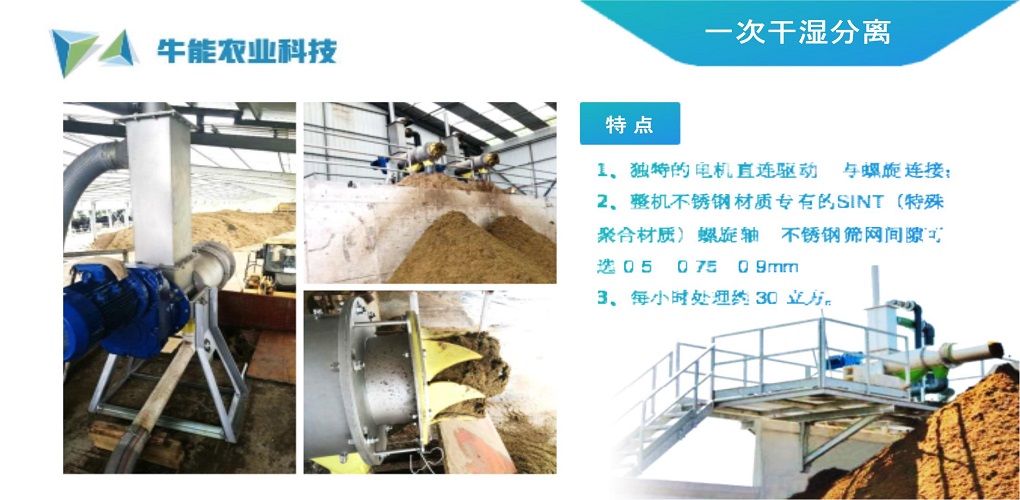 牛能农业科技
一次干湿分离
特点
1、独特的电机直连驱动 与螺旋连接;
2、整机不锈钢材质专有的SINT（特殊
聚合材质）螺旋轴 不锈钢筛网间隙可
选 0 5 0 75 0 9mm
3、每小时处理约 30 立方。